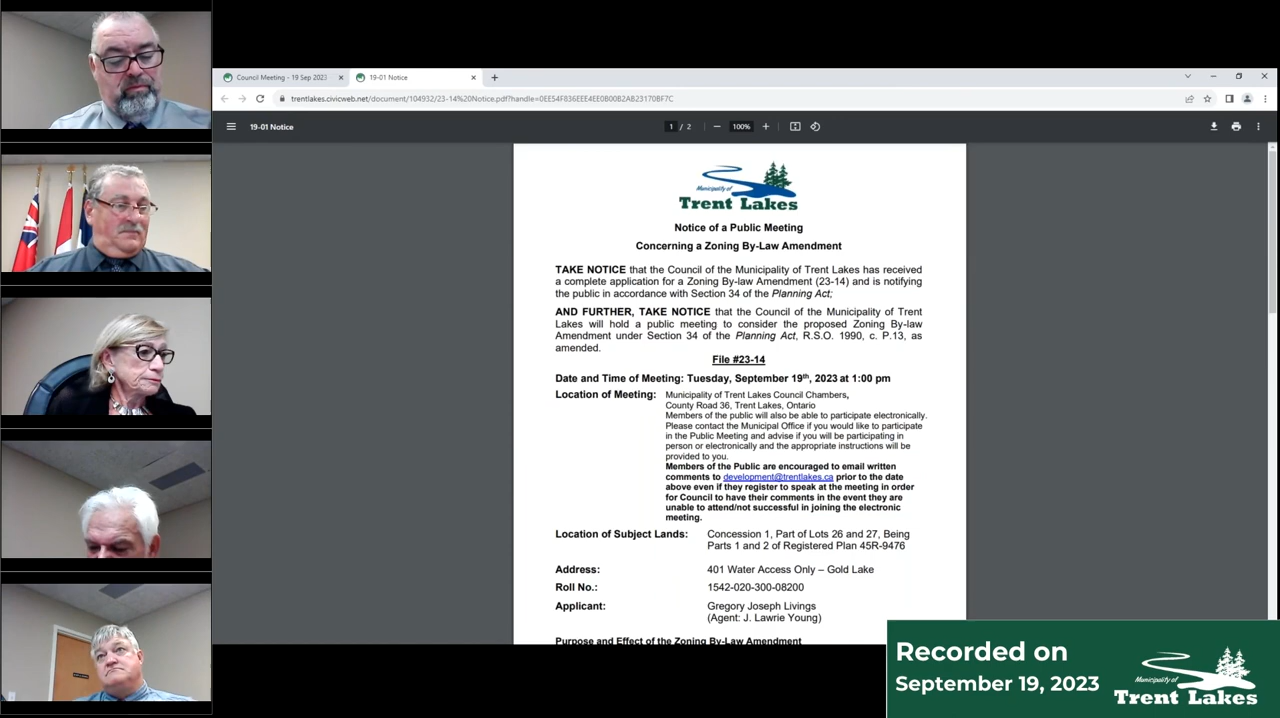 Council Meeting - 19 Sep 2023
19-01 Notice
trentlakes.civicweb.net/document/104932/23-14%20Notice.pdf?handle=0EE54F836EEE4EE0B00B2AB23170BF7C
19-01 Notice
1 / 2
100%
Municipality of
Trent Lakes
Notice of a Public Meeting
Concerning a Zoning By-Law Amendment
TAKE NOTICE that the Council of the Municipality of Trent Lakes has received
a complete application for a Zoning By-law Amendment (23-14) and is notifying
the public in accordance with Section 34 of the Planning Act;
AND FURTHER, TAKE NOTICE that the Council of the Municipality of Trent
Lakes will hold a public meeting to consider the proposed Zoning By-law
Amendment under Section 34 of the Planning Act, R.S.O. 1990, c. P.13, as
amended.
File #23-14
Date and Time of Meeting: Tuesday, September 19th, 2023 at 1:00 pm
Location of Meeting: Municipality of Trent Lakes Council Chambers,
County Road 36, Trent Lakes, Ontario
Members of the public will also be able to participate electronically.
Please contact the Municipal Office if you would like to participate
in the Public Meeting and advise if you will be participating in
person or electronically and the appropriate instructions will be
provided to you.
Members of the Public are encouraged to email written
comments to development@trentlakes.ca prior to the date
above even if they register to speak at the meeting in order
for Council to have their comments in the event they are
unable to attend/not successful in joining the electronic
meeting.
Location of Subject Lands: Concession 1, Part of Lots 26 and 27, Being
Parts 1 and 2 of Registered Plan 45R-9476
Address: 401 Water Access Only – Gold Lake
Roll No.: 1542-020-300-08200
Applicant: Gregory Joseph Livings
(Agent: J. Lawrie Young)
Purpose and Effect of the Zoning By-Law Amendment
Recorded on
September 19, 2023
Municipality of
Trent Lakes